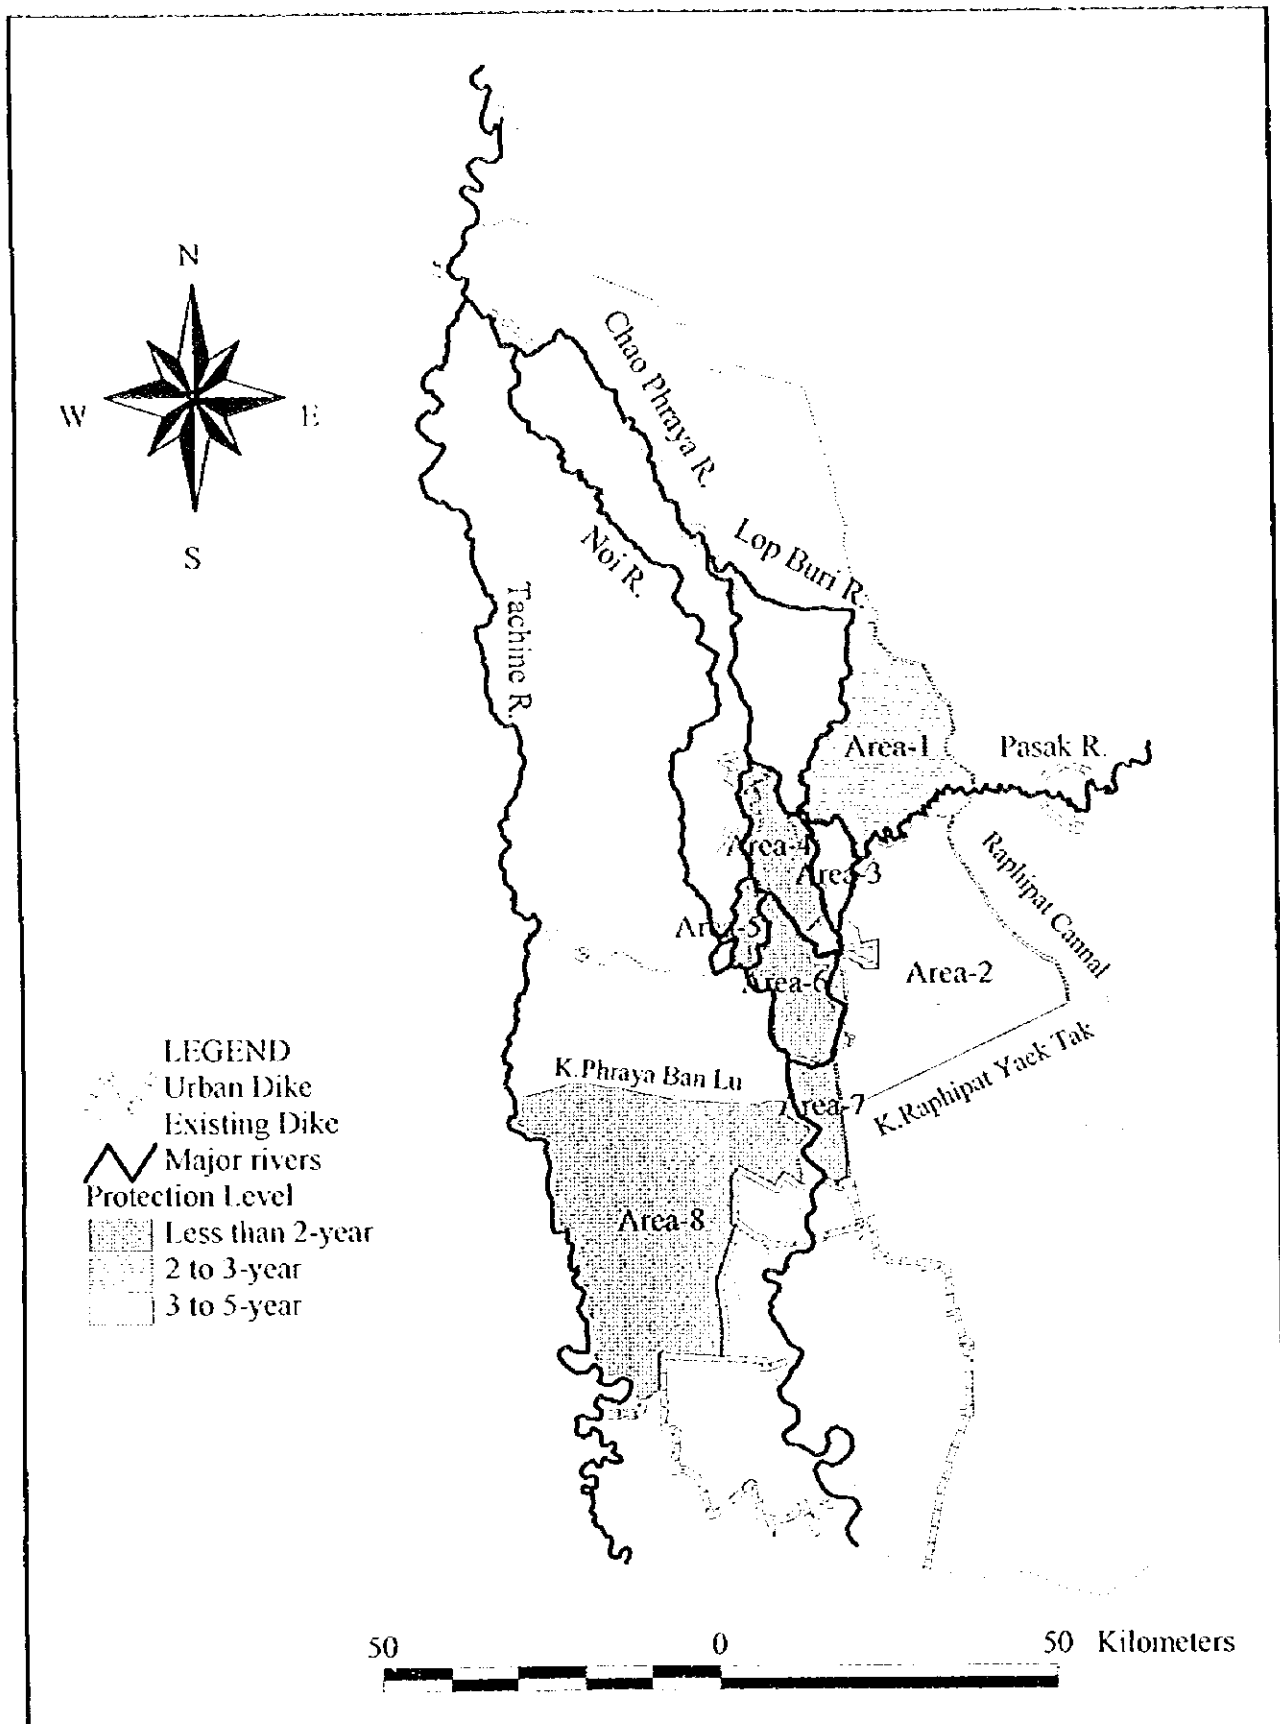 N
W
E
S
Chao Phraya R.
Lop Buri R.
Noi R.
Tachine R.
Area-1
Pasak R.
Area-4
Area-3
Raphipat Cannal
Area-5
Area-2
Area-6
K.Phraya Ban Lu
Area-7
K.Raphipat Yaek Tak
Area-8
LEGEND
Urban Dike
Existing Dike
Major rivers
Protection Level
Less than 2-year
2 to 3-year
3 to 5-year
50 0 50 Kilometers